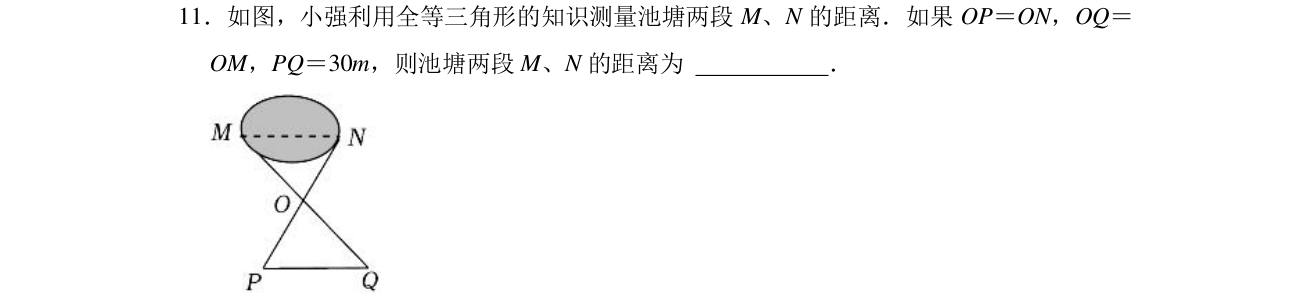 11．如图，小强利用全等三角形的知识测量池塘两段 M、N 的距离．如果 OP＝ON，OQ＝
OM，PQ＝30m，则池塘两段 M、N 的距离为 ＿＿＿＿＿．
M
N
O
P
Q